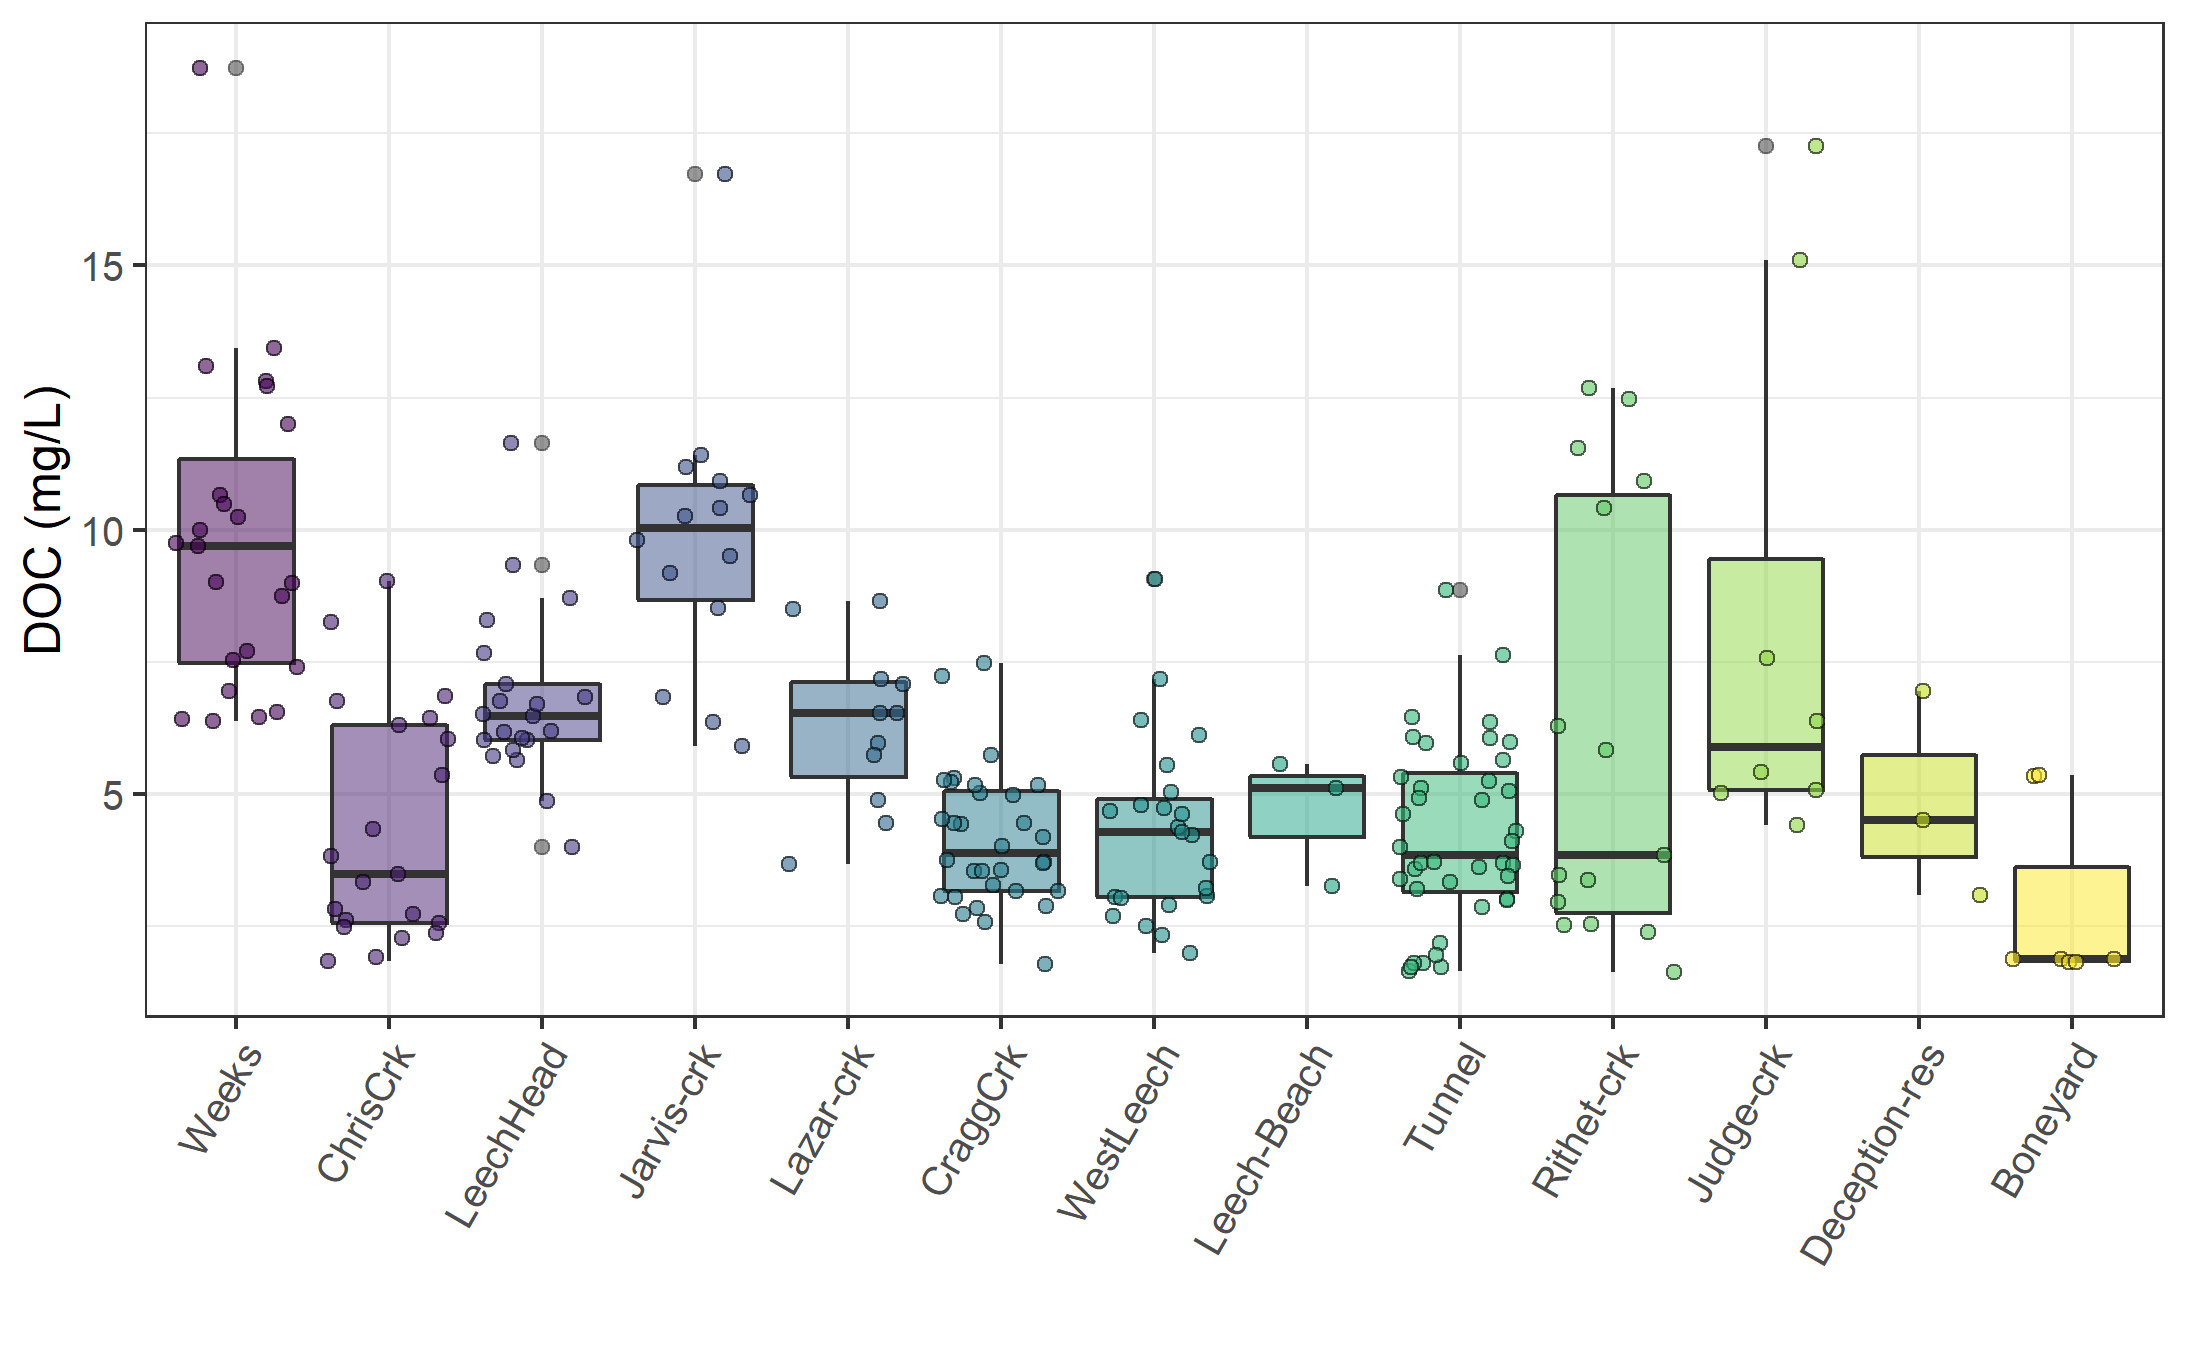 DOC (mg/L)
15
10
5
Weeks
ChrisCrk
LeechHead
Jarvis-crk
Lazar-crk
CraggCrk
WestLeech
Leech-Beach
Tunnel
Rithet-crk
Judge-crk
Deception-res
Boneyard